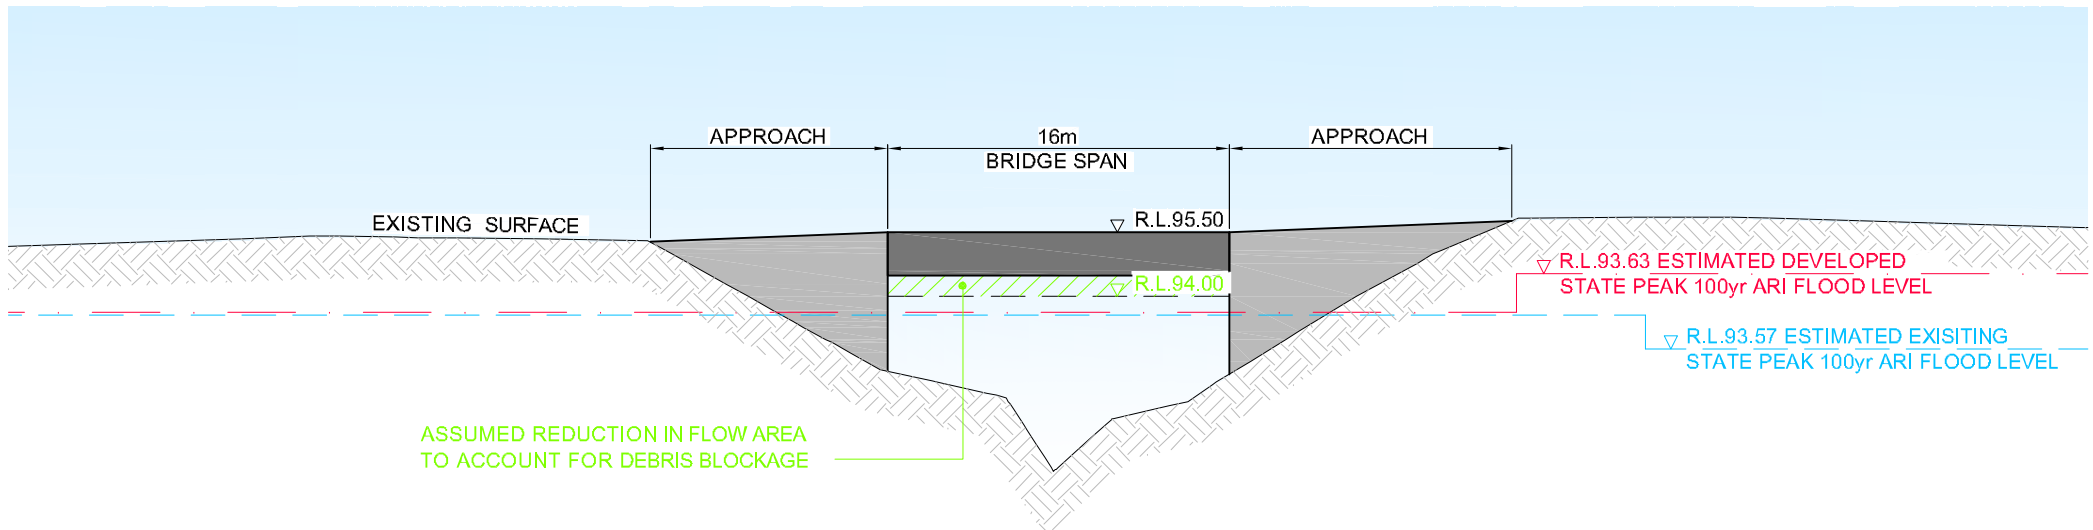 APPROACH
16m
BRIDGE SPAN
APPROACH
EXISTING SURFACE
R.L.95.50
R.L.94.00
R.L.93.63 ESTIMATED DEVELOPED
STATE PEAK 100yr ARI FLOOD LEVEL
R.L.93.57 ESTIMATED EXISITING
STATE PEAK 100yr ARI FLOOD LEVEL
ASSUMED REDUCTION IN FLOW AREA
TO ACCOUNT FOR DEBRIS BLOCKAGE